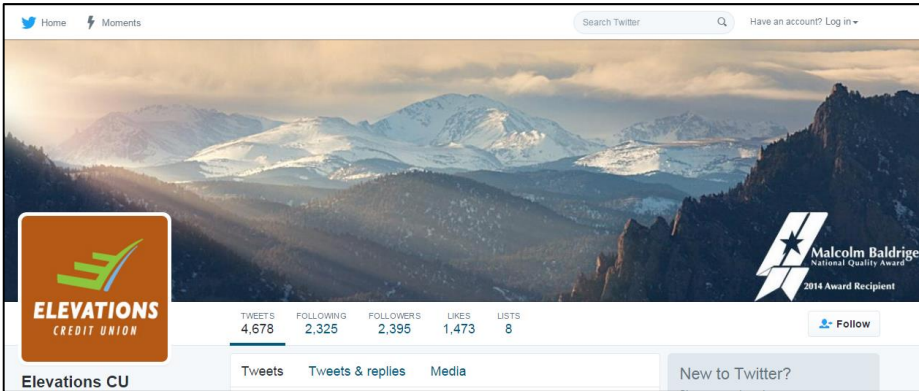 Home Moments Search Twitter Have an account? Log in
Malcolm Baldrige
National Quality Award
2014 Award Recipient
ELEVATIONS
CREDIT UNION
TWEETS FOLLOWING FOLLOWERS LIKES LISTS
4,678 2,325 2,395 1,473 8
Follow
Elevations CU
Tweets Tweets & replies Media
New to Twitter?